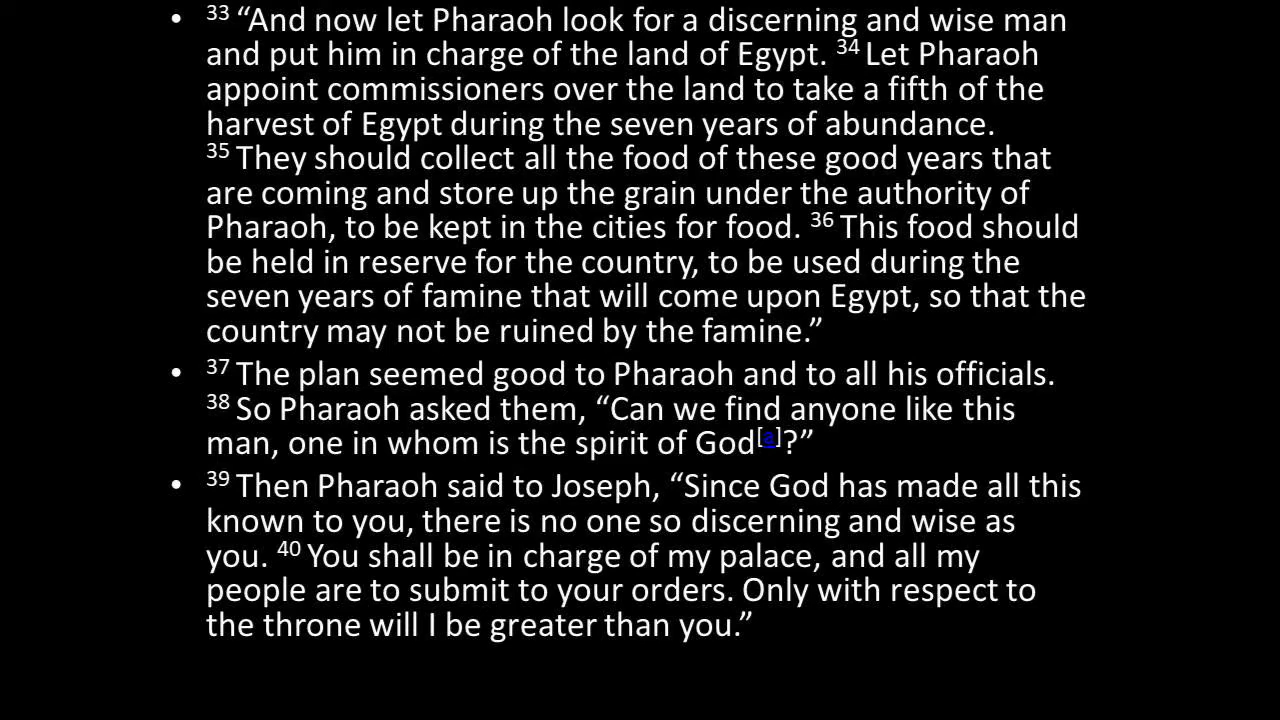 • 33 “And now let Pharaoh look for a discerning and wise man
and put him in charge of the land of Egypt. 34 Let Pharaoh
appoint commissioners over the land to take a fifth of the
harvest of Egypt during the seven years of abundance.
35 They should collect all the food of these good years that
are coming and store up the grain under the authority of
Pharaoh, to be kept in the cities for food. 36 This food should
be held in reserve for the country, to be used during the
seven years of famine that will come upon Egypt, so that the
country may not be ruined by the famine.”
• 37 The plan seemed good to Pharaoh and to all his officials.
38 So Pharaoh asked them, “Can we find anyone like this
man, one in whom is the spirit of God[a]?”
• 39 Then Pharaoh said to Joseph, “Since God has made all this
known to you, there is no one so discerning and wise as
you. 40 You shall be in charge of my palace, and all my
people are to submit to your orders. Only with respect to
the throne will I be greater than you.”